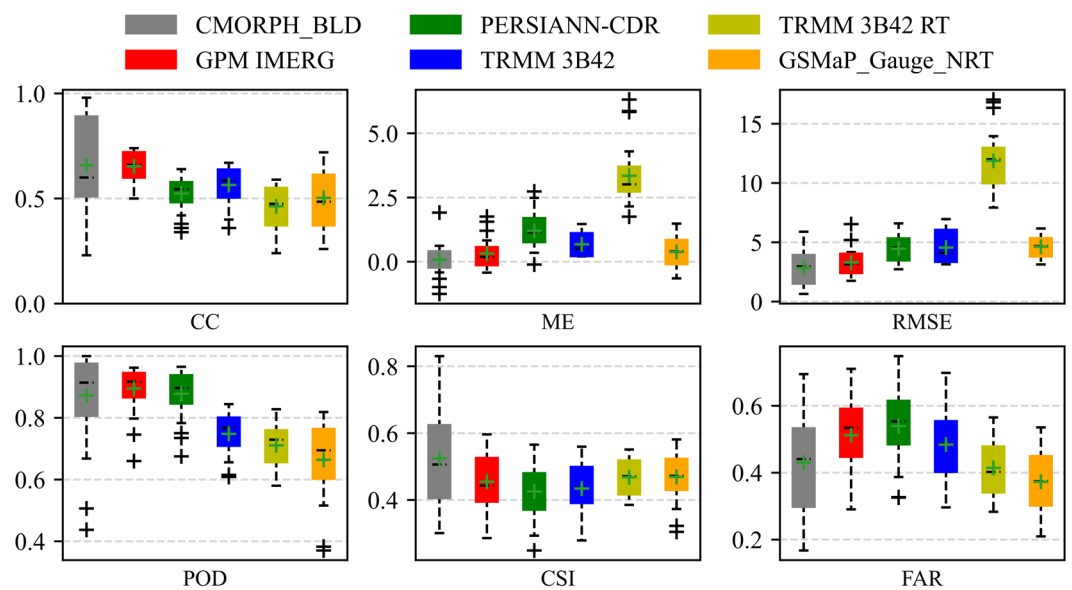 CMORPH_BLD PERSIANN-CDR TRMM 3B42 RT
GPM IMERG TRMM 3B42 GSMaP_Gauge_NRT
1.0
0.5
0.0
CC
5.0
2.5
0.0
ME
15
10
5
0
RMSE
1.0
0.8
0.6
0.4
POD
0.8
0.6
0.4
CSI
0.6
0.4
0.2
FAR